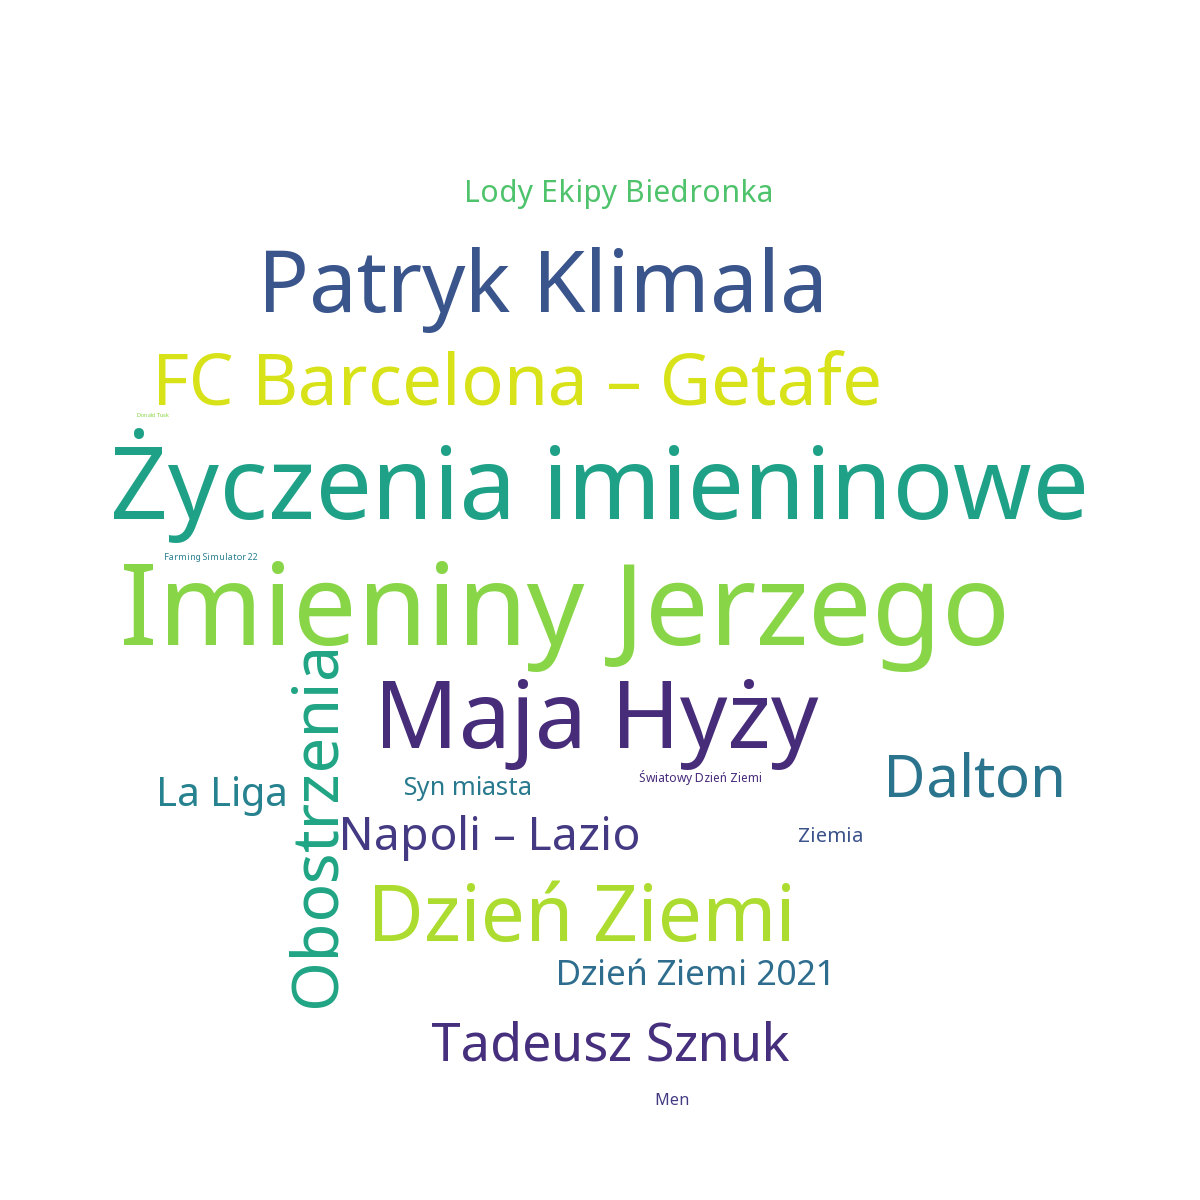 Lody Ekipy Biedronka
Patryk Klimala
FC Barcelona – Getafe
Donald Tusk
Życzenia imieninowe
Farming Simulator 22
Imieniny Jerzego
Obostrzenia
Maja Hyży
Dalton
La Liga
Syn miasta
Światowy Dzień Ziemi
Napoli – Lazio
Ziemia
Dzień Ziemi
Dzień Ziemi 2021
Tadeusz Sznuk
Men